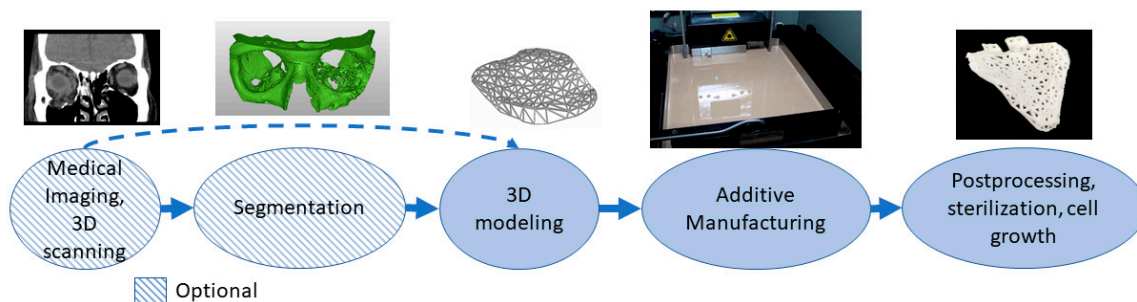 Medical
Imaging,
3D
scanning
Segmentation
3D
modeling
Additive
Manufacturing
Postprocessing,
sterilization, cell
growth
Optional